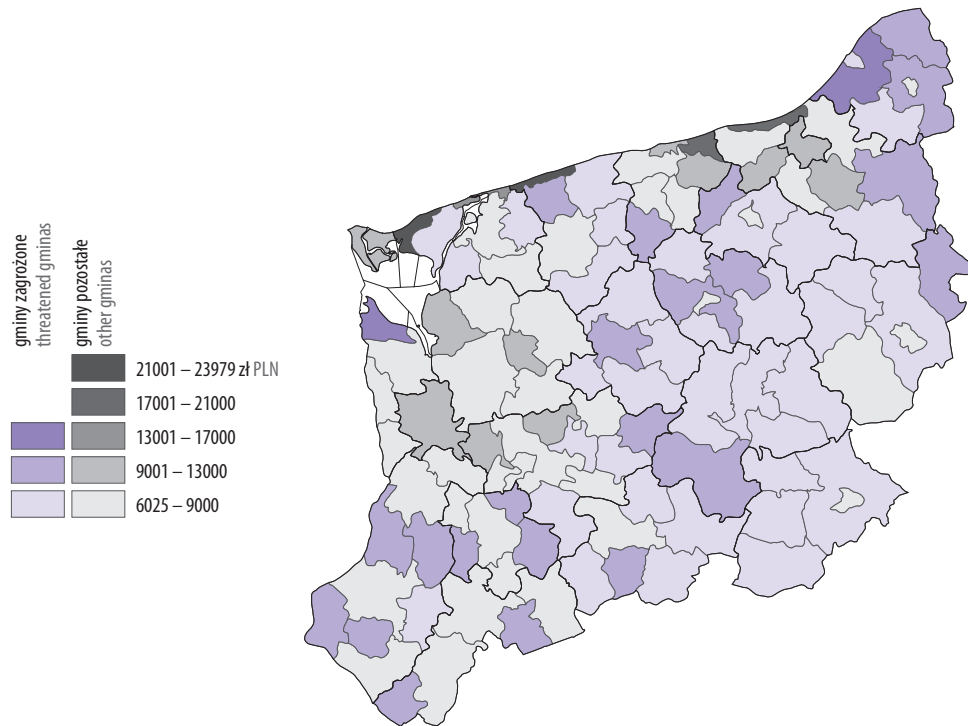 gminy zagrożone
threatened gminas
gminy pozostałe
other gminas
21001 – 23979 zł PLN
17001 – 21000
13001 – 17000
9001 – 13000
6025 – 9000